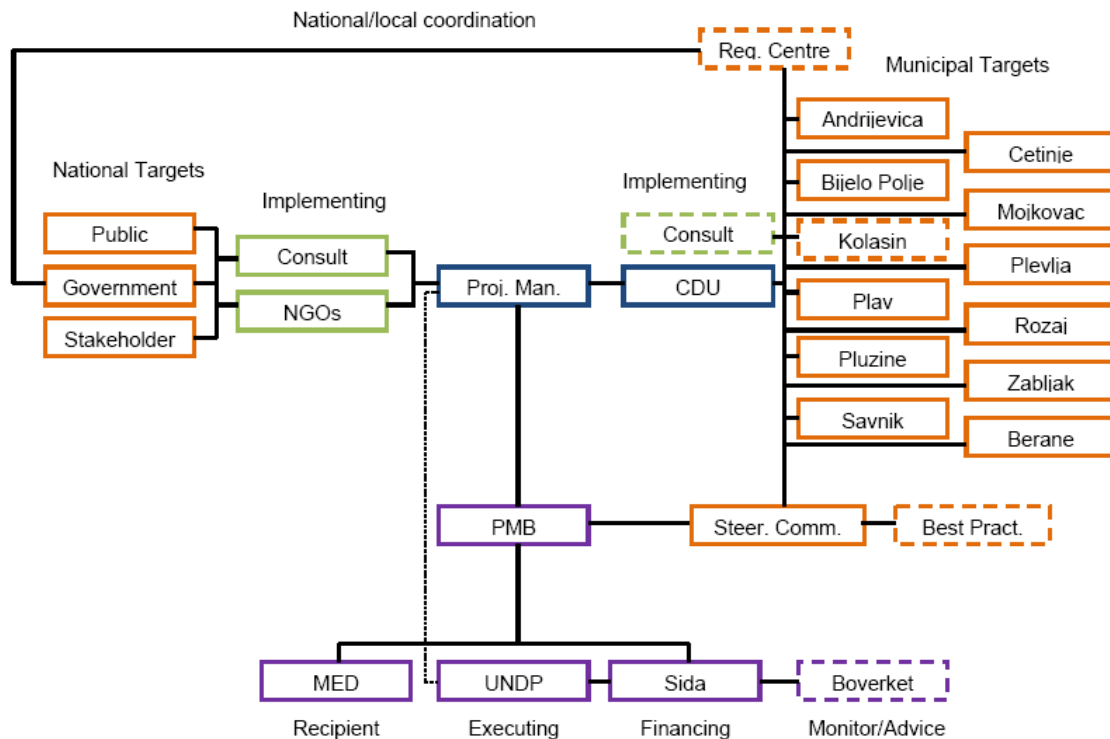 National/local coordination
Reg. Centre
Municipal Targets
Andrijevica
Cetinje
National Targets
Implementing
Bijelo Polje
Implementing
Mojkovac
Public
Consult
Kolasin
Consult
Plevlja
Government
Proj. Man.
CDU
Plav
NGOs
Rozaj
Stakeholder
Pluzine
Zabljak
Savnik
Berane
PMB
Steer. Comm.
Best Pract.
MED
UNDP
Sida
Boverket
Recipient
Executing
Financing
Monitor/Advice